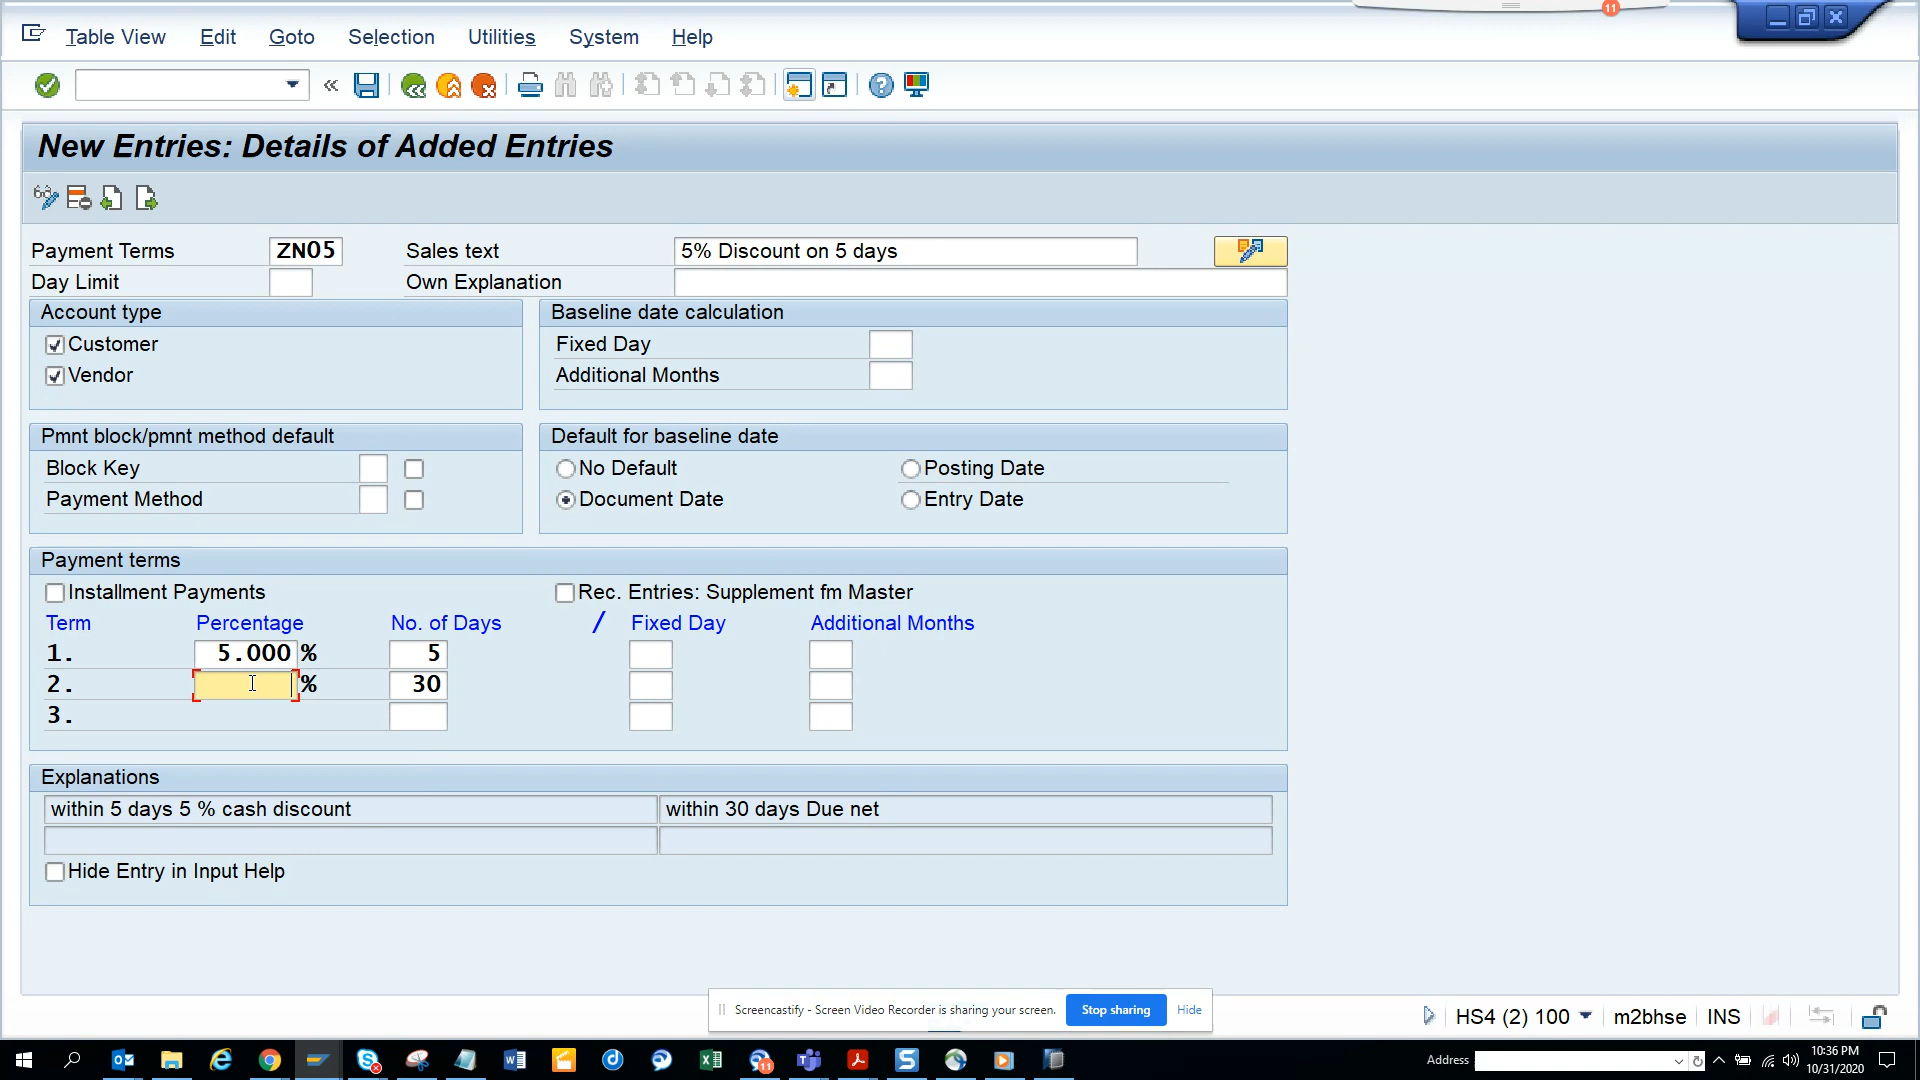 11
Table View Edit Goto Selection Utilities System Help
New Entries: Details of Added Entries
Payment Terms ZN05 Sales text 5% Discount on 5 days
Day Limit Own Explanation
Account type Baseline date calculation
Customer Fixed Day
Vendor Additional Months
Pmnt block/pmnt method default Default for baseline date
Block Key No Default Posting Date
Payment Method Document Date Entry Date
Payment terms
Installment Payments Rec. Entries: Supplement fm Master
Term Percentage No. of Days / Fixed Day Additional Months
1. 5.000 % 5
2. % 30
3.
Explanations
within 5 days 5 % cash discount within 30 days Due net
Hide Entry in Input Help
Screencastify - Screen Video Recorder is sharing your screen. Stop sharing Hide
HS4 (2) 100 m2bhse INS
11 Address 10:36 PM
10/31/2020